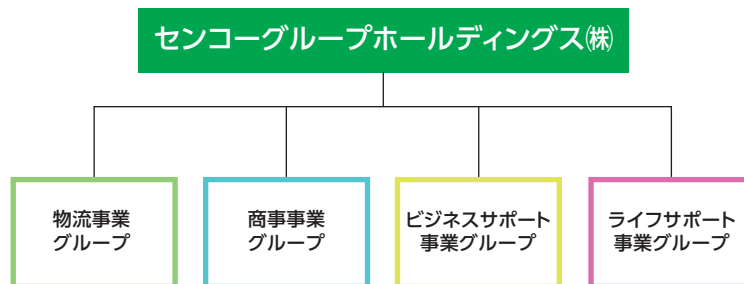 センコーグループホールディングス㈱
物流事業
グループ
商事事業
グループ
ビジネスサポート
事業グループ
ライフサポート
事業グループ